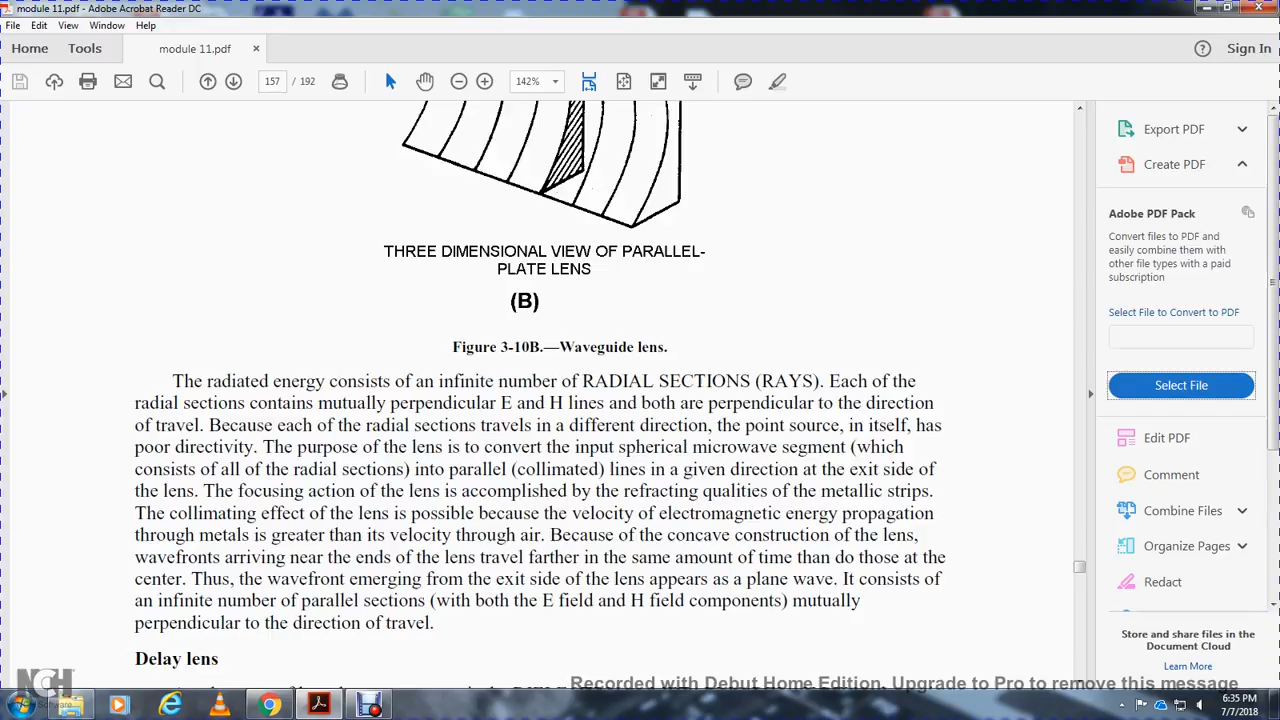 module 11.pdf - Adobe Acrobat Reader DC
File Edit View Window Help
Home Tools module 11.pdf × Sign In
157 / 192 142%
THREE DIMENSIONAL VIEW OF PARALLEL-
PLATE LENS
(B)
Figure 3-10B.—Waveguide lens.
The radiated energy consists of an infinite number of RADIAL SECTIONS (RAYS). Each of the
radial sections contains mutually perpendicular E and H lines and both are perpendicular to the direction
of travel. Because each of the radial sections travels in a different direction, the point source, in itself, has
poor directivity. The purpose of the lens is to convert the input spherical microwave segment (which
consists of all of the radial sections) into parallel (collimated) lines in a given direction at the exit side of
the lens. The focusing action of the lens is accomplished by the refracting qualities of the metallic strips.
The collimating effect of the lens is possible because the velocity of electromagnetic energy propagation
through metals is greater than its velocity through air. Because of the concave construction of the lens,
wavefronts arriving near the ends of the lens travel farther in the same amount of time than do those at the
center. Thus, the wavefront emerging from the exit side of the lens appears as a plane wave. It consists of
an infinite number of parallel sections (with both the E field and H field components) mutually
perpendicular to the direction of travel.
Delay lens
Export PDF
Create PDF
Adobe PDF Pack
Convert files to PDF and
easily combine them with
other file types with a paid
subscription
Select File to Convert to PDF
Select File
Edit PDF
Comment
Combine Files
Organize Pages
Redact
Store and share files in the
Document Cloud
Learn More
NCH
Software
Recorded with Debut Home Edition. Upgrade to Pro to remove this message
6:35 PM
7/7/2018